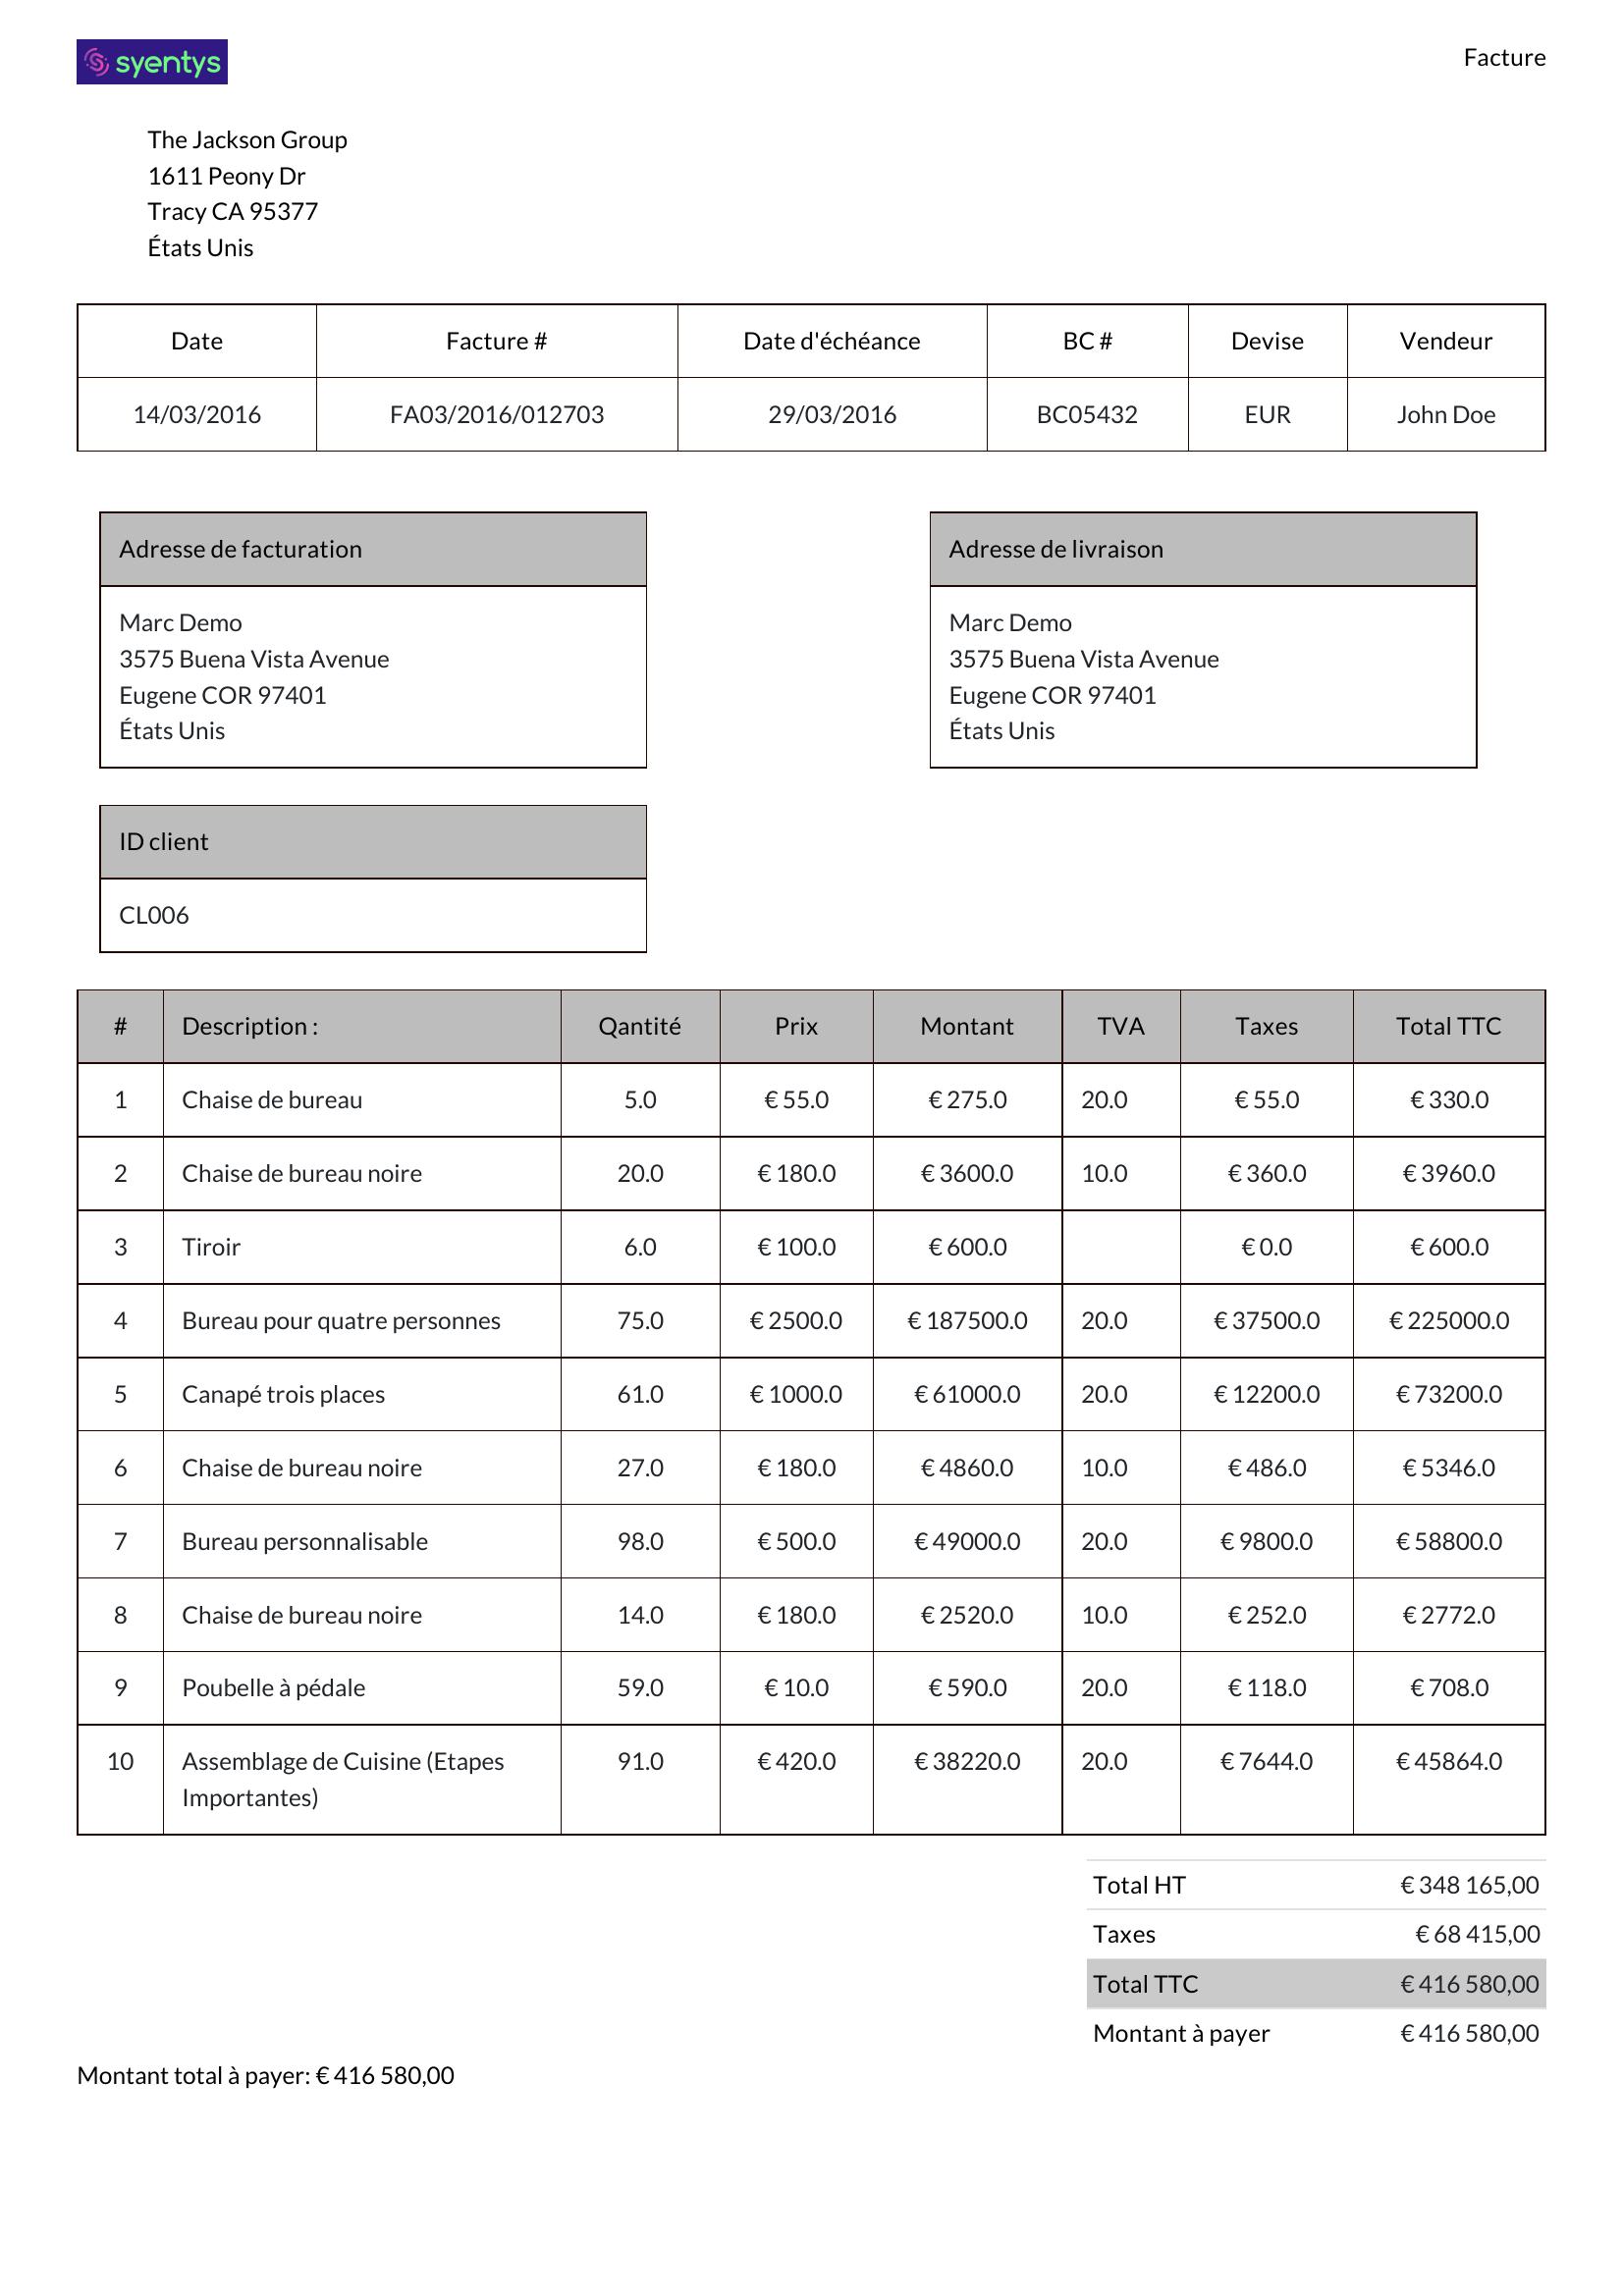 syentys
Facture
The Jackson Group
1611 Peony Dr
Tracy CA 95377
États Unis
Date Facture # Date d'échéance BC # Devise Vendeur
14/03/2016 FA03/2016/012703 29/03/2016 BC05432 EUR John Doe
Adresse de facturation
Marc Demo
3575 Buena Vista Avenue
Eugene COR 97401
États Unis
Adresse de livraison
Marc Demo
3575 Buena Vista Avenue
Eugene COR 97401
États Unis
ID client
CL006
# Description : Qantité Prix Montant TVA Taxes Total TTC
1 Chaise de bureau 5.0 € 55.0 € 275.0 20.0 € 55.0 € 330.0
2 Chaise de bureau noire 20.0 € 180.0 € 3600.0 10.0 € 360.0 € 3960.0
3 Tiroir 6.0 € 100.0 € 600.0 € 0.0 € 600.0
4 Bureau pour quatre personnes 75.0 € 2500.0 € 187500.0 20.0 € 37500.0 € 225000.0
5 Canapé trois places 61.0 € 1000.0 € 61000.0 20.0 € 12200.0 € 73200.0
6 Chaise de bureau noire 27.0 € 180.0 € 4860.0 10.0 € 486.0 € 5346.0
7 Bureau personnalisable 98.0 € 500.0 € 49000.0 20.0 € 9800.0 € 58800.0
8 Chaise de bureau noire 14.0 € 180.0 € 2520.0 10.0 € 252.0 € 2772.0
9 Poubelle à pédale 59.0 € 10.0 € 590.0 20.0 € 118.0 € 708.0
10 Assemblage de Cuisine (Etapes 91.0 € 420.0 € 38220.0 20.0 € 7644.0 € 45864.0
Importantes)
Total HT € 348 165,00
Taxes € 68 415,00
Total TTC € 416 580,00
Montant à payer € 416 580,00
Montant total à payer: € 416 580,00